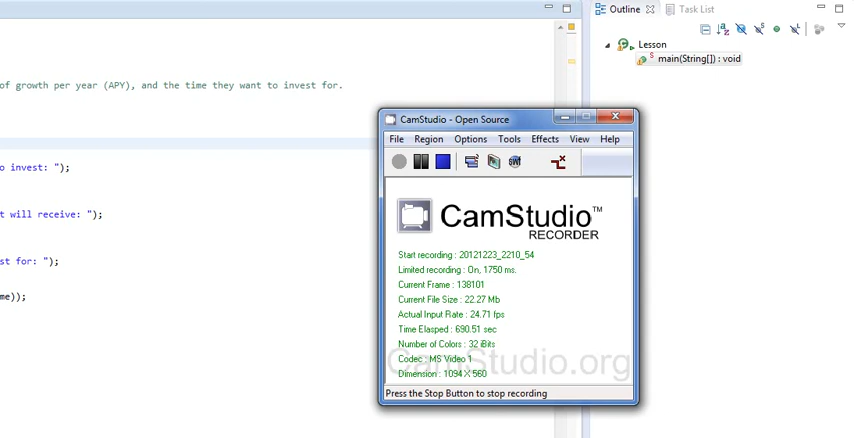 Outline
Task List
Lesson
main(String[]) : void
of growth per year (APY), and the time they want to invest for.
o invest: ");
t will receive: ");
st for: ");
me));
CamStudio - Open Source
File Region Options Tools Effects View Help
CamStudio™
RECORDER
Start recording : 20121223_2210_54
Limited recording : On, 1750 ms.
Current Frame : 138101
Current File Size : 22.27 Mb
Actual Input Rate : 24.71 fps
Time Elasped : 690.51 sec
Number of Colors : 32 iBits
Codec : MS Video 1
Dimension : 1094 X 560
CamStudio.org
Press the Stop Button to stop recording